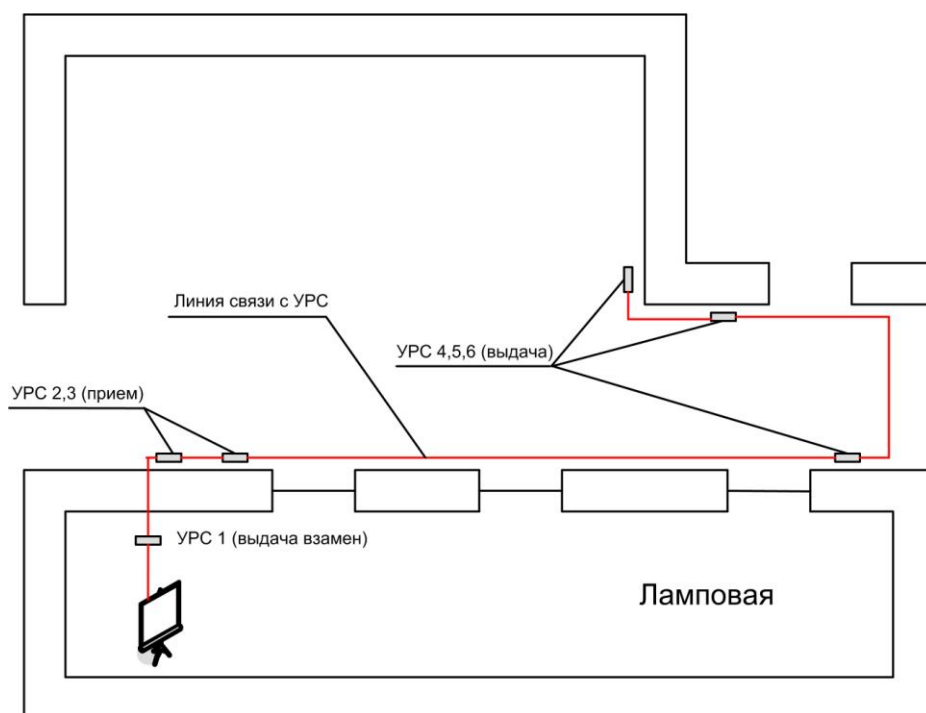 Линия связи с УРС
УРС 4,5,6 (выдача)
УРС 2,3 (прием)
УРС 1 (выдача взамен)
Ламповая